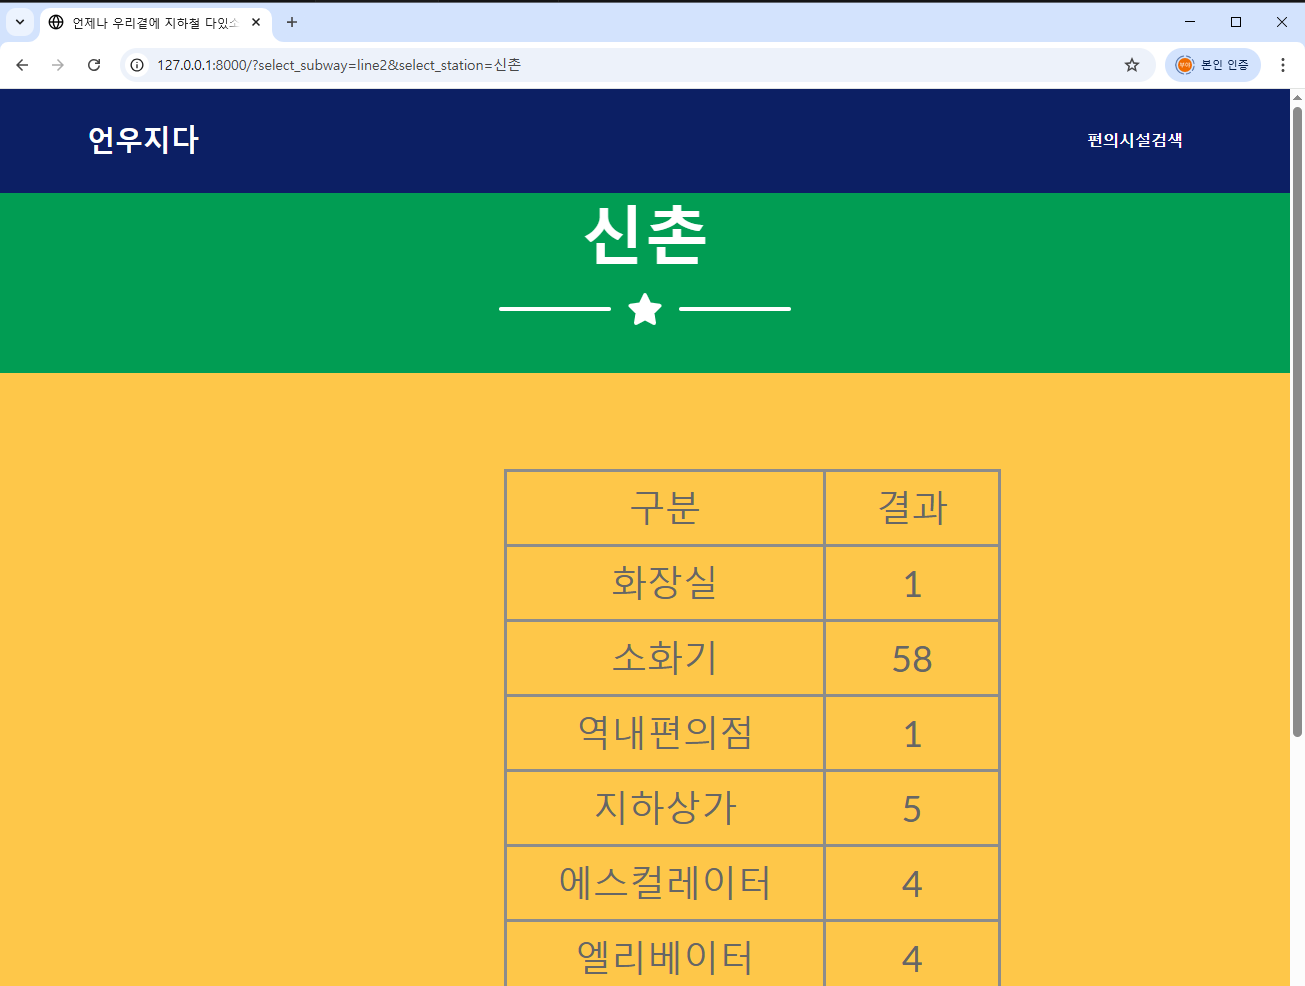 언제나 우리곁에 지하철 다있소
127.0.0.1:8000/?select_subway=line2&select_station=신촌
본인 인증
언우지다
편의시설검색
신촌
구분 결과
화장실 1
소화기 58
역내편의점 1
지하상가 5
에스컬레이터 4
엘리베이터 4